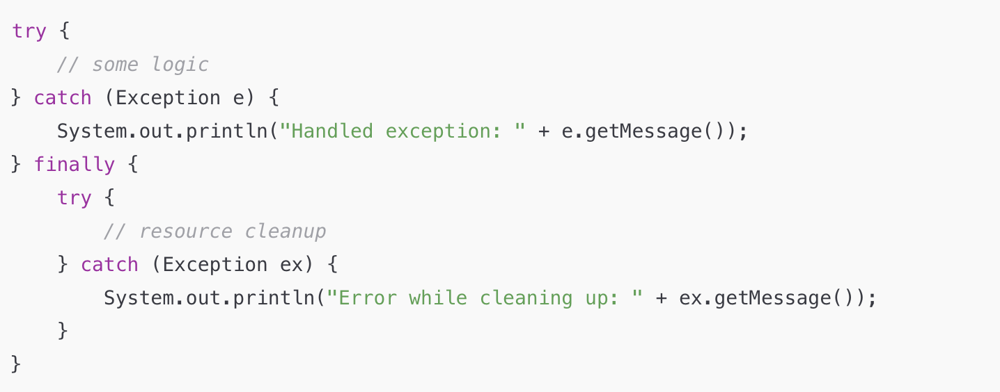 try {
    // some logic
} catch (Exception e) {
    System.out.println("Handled exception: " + e.getMessage());
} finally {
    try {
        // resource cleanup
    } catch (Exception ex) {
        System.out.println("Error while cleaning up: " + ex.getMessage());
    }
}